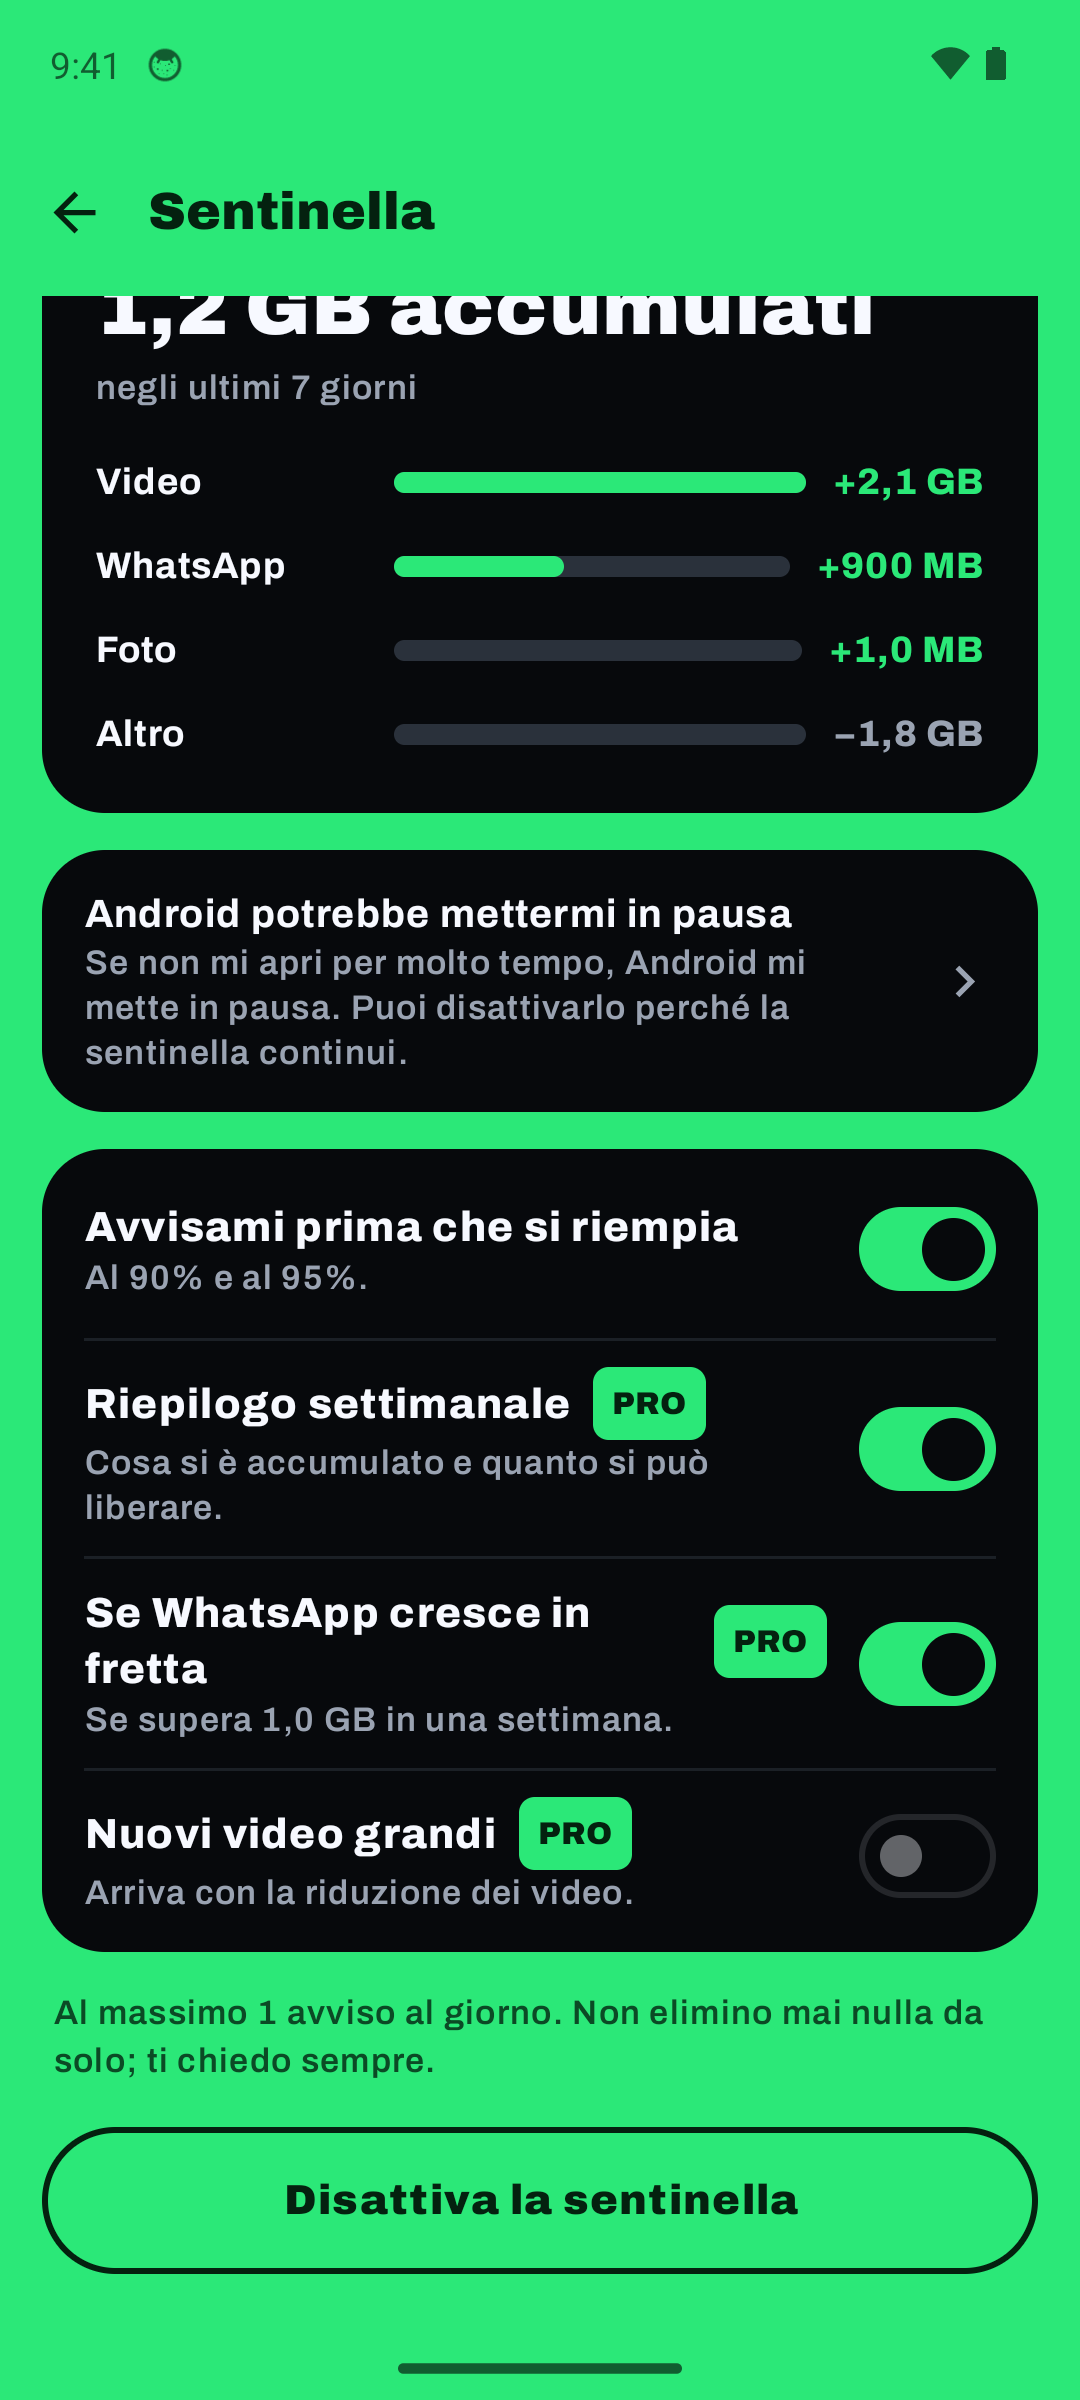 9:41
Sentinella
1,2 GB accumulati
negli ultimi 7 giorni
Video +2,1 GB
WhatsApp +900 MB
Foto +1,0 MB
Altro −1,8 GB
Android potrebbe mettermi in pausa
Se non mi apri per molto tempo, Android mi
mette in pausa. Puoi disattivarlo perché la
sentinella continui.
Avvisami prima che si riempia
Al 90% e al 95%.
Riepilogo settimanale PRO
Cosa si è accumulato e quanto si può
liberare.
Se WhatsApp cresce in
fretta PRO
Se supera 1,0 GB in una settimana.
Nuovi video grandi PRO
Arriva con la riduzione dei video.
Al massimo 1 avviso al giorno. Non elimino mai nulla da
solo; ti chiedo sempre.
Disattiva la sentinella